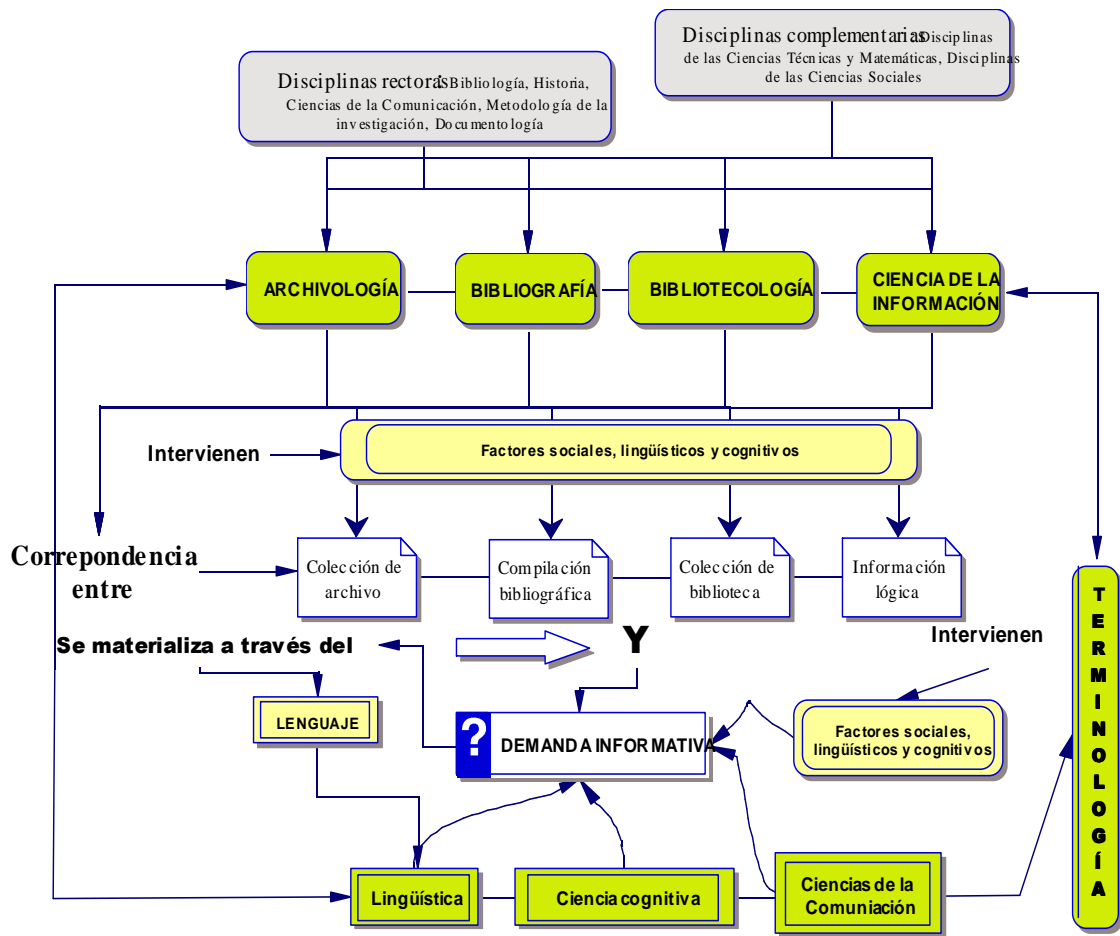 Disciplinas complementarias: Disciplinas
de las Ciencias Técnicas y Matemáticas, Disciplinas
de las Ciencias Sociales
Disciplinas rectoras: Bibliología, Historia,
Ciencias de la Comunicación, Metodología de la
investigación, Documentología
ARCHIVOLOGÍA
BIBLIOGRAFÍA
BIBLIOTECOLOGÍA
CIENCIA DE LA
INFORMACIÓN
Intervienen
Factores sociales, lingüísticos y cognitivos
Correpondencia
entre
Colección de
archivo
Compilación
bibliográfica
Colección de
biblioteca
Información
lógica
Se materializa a través del
Y
Intervienen
LENGUAJE
?
DEMANDA INFORMATIVA
Factores sociales,
lingüísticos y cognitivos
TERMINOLOGÍA
Lingüística
Ciencia cognitiva
Ciencias de la
Comuniación